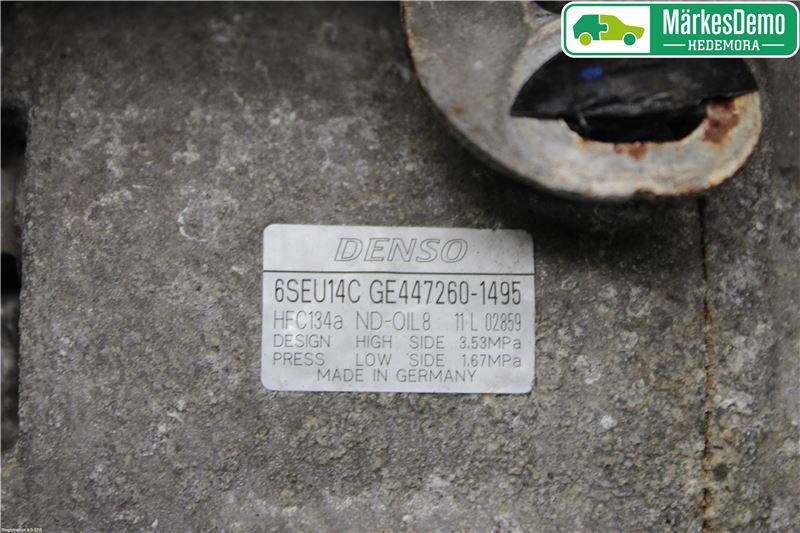 MärkesDemo
HEDEMORA
DENSO
6SEU14C GE447260-1495
HFC134a ND-OIL8 11 L 02859
DESIGN HIGH SIDE 3.53MPa
PRESS LOW SIDE 1.67MPa
MADE IN GERMANY